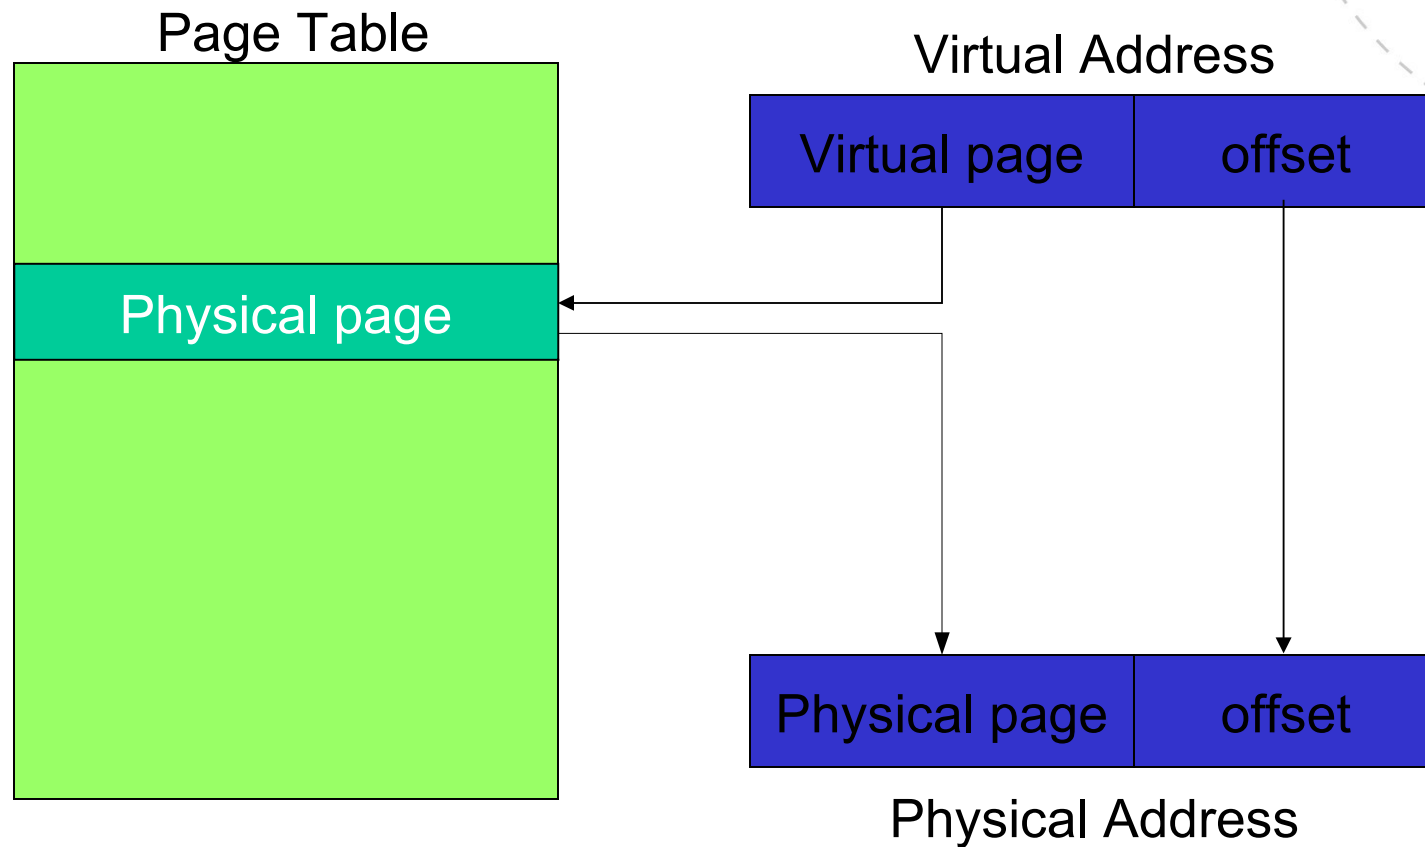 Page Table
Virtual Address
Virtual page
offset
Physical page
Physical page
offset
Physical Address